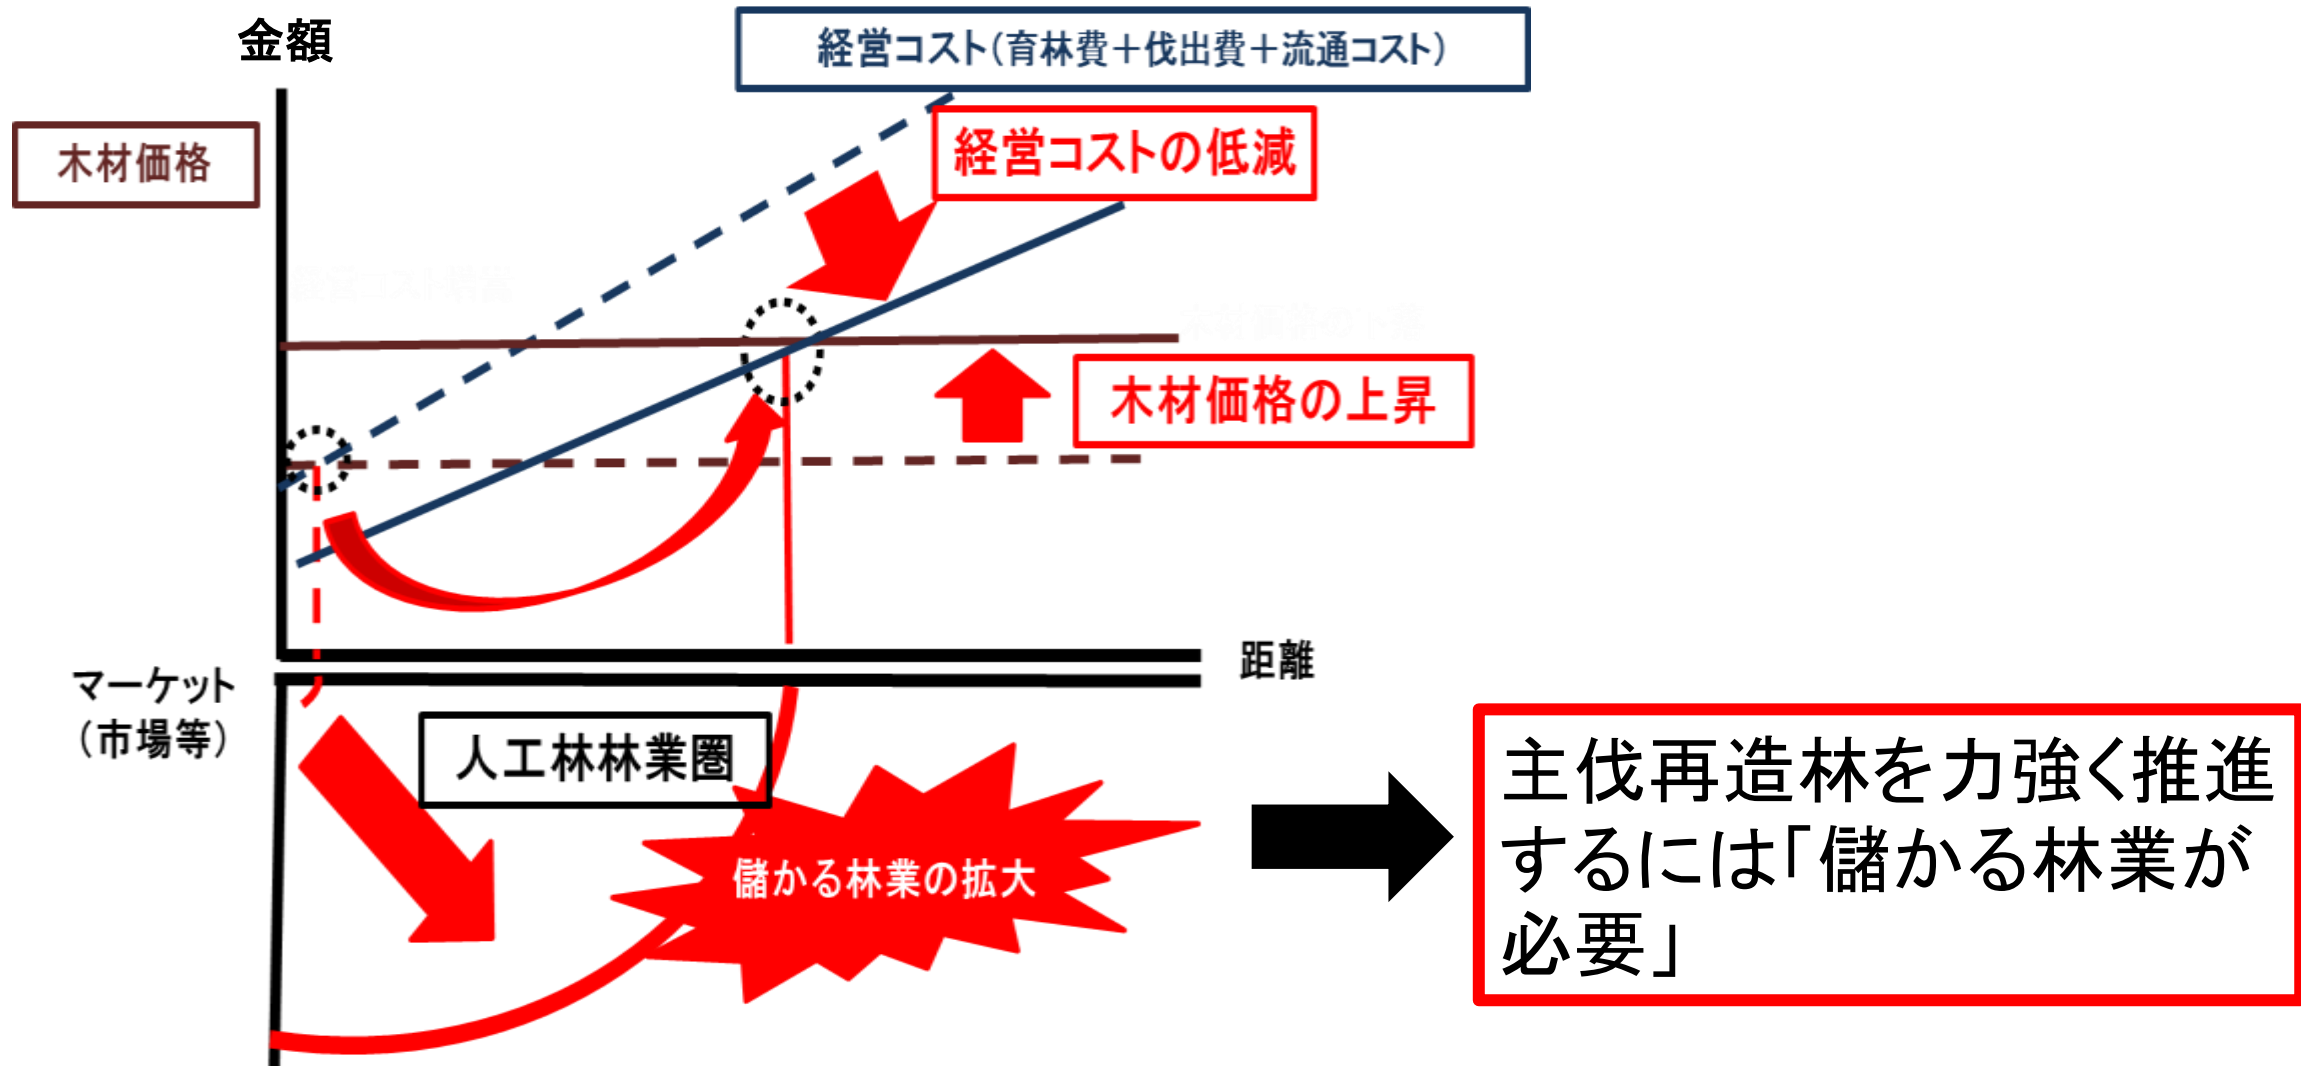 金額
経営コスト（育林費＋伐出費＋流通コスト）
木材価格
経営コストの低減
木材価格の上昇
距離
マーケット
（市場等）
人工林林業圏
儲かる林業の拡大
主伐再造林を力強く推進
するには「儲かる林業が
必要」